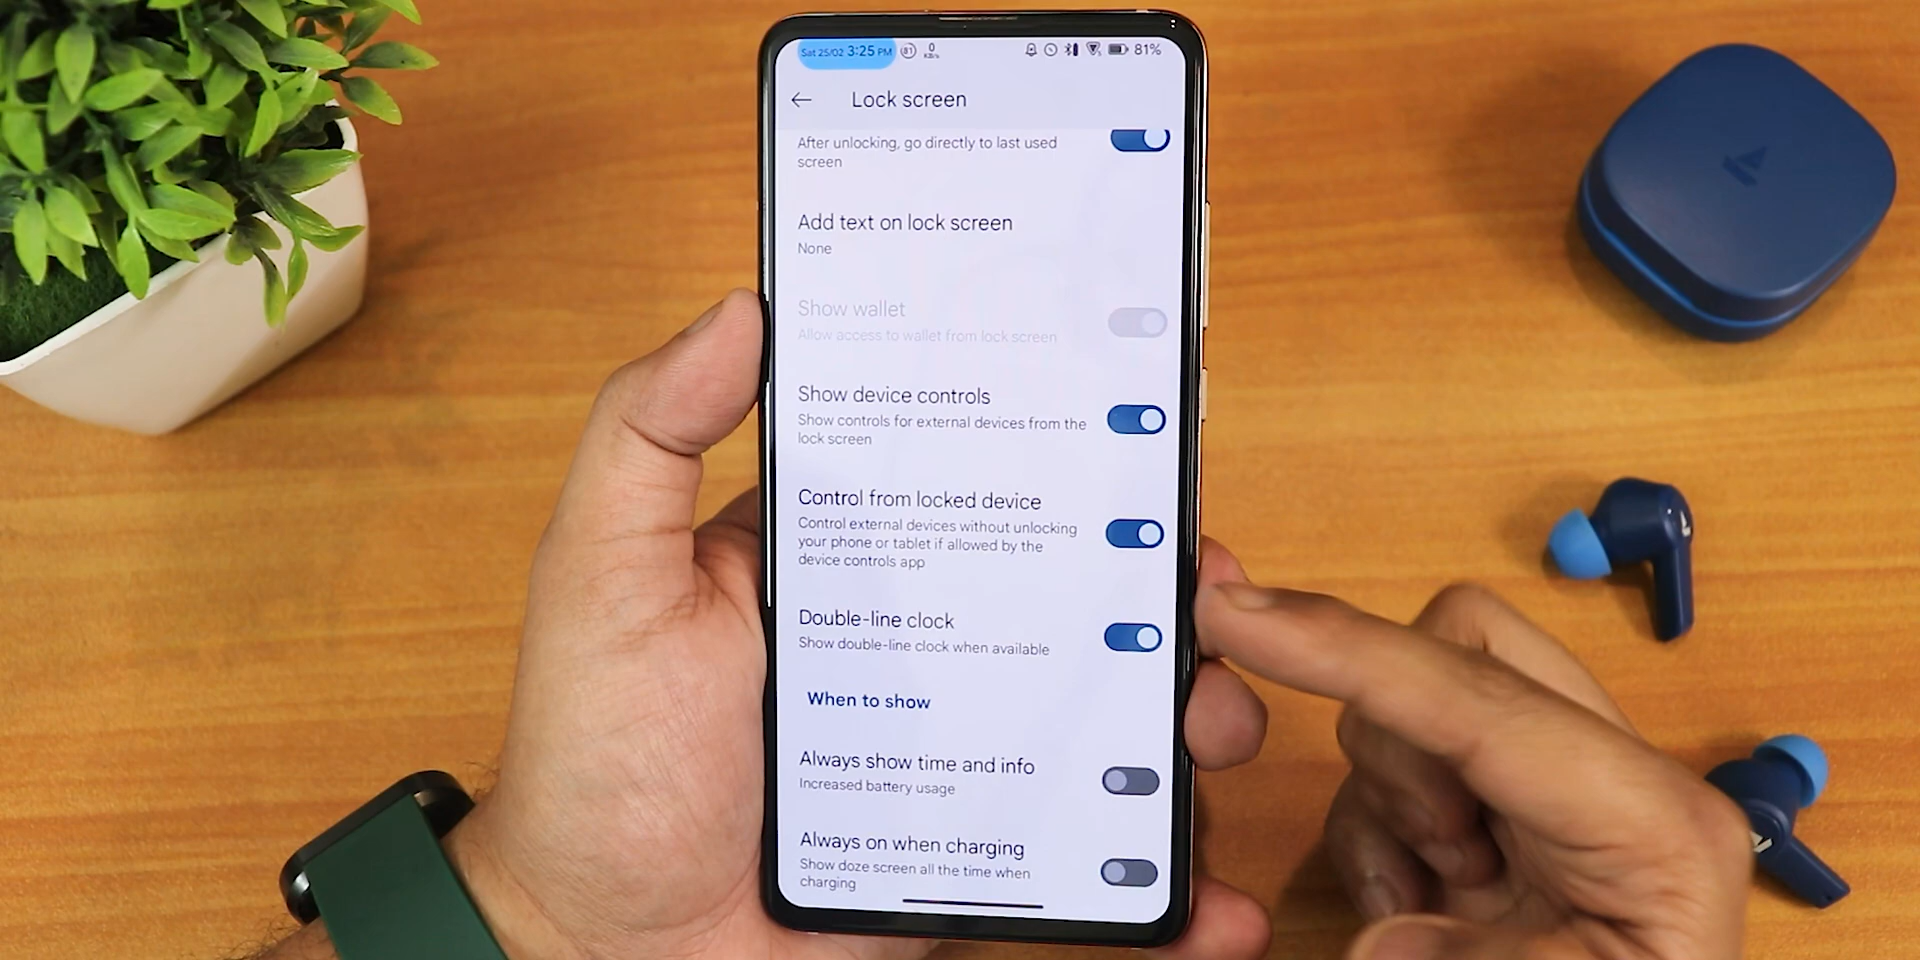 Sat 25/02 3:25 PM 81 0 KB/s 81%
Lock screen
After unlocking, go directly to last used
screen
Add text on lock screen
None
Show wallet
Allow access to wallet from lock screen
Show device controls
Show controls for external devices from the
lock screen
Control from locked device
Control external devices without unlocking
your phone or tablet if allowed by the
device controls app
Double-line clock
Show double-line clock when available
When to show
Always show time and info
Increased battery usage
Always on when charging
Show doze screen all the time when
charging